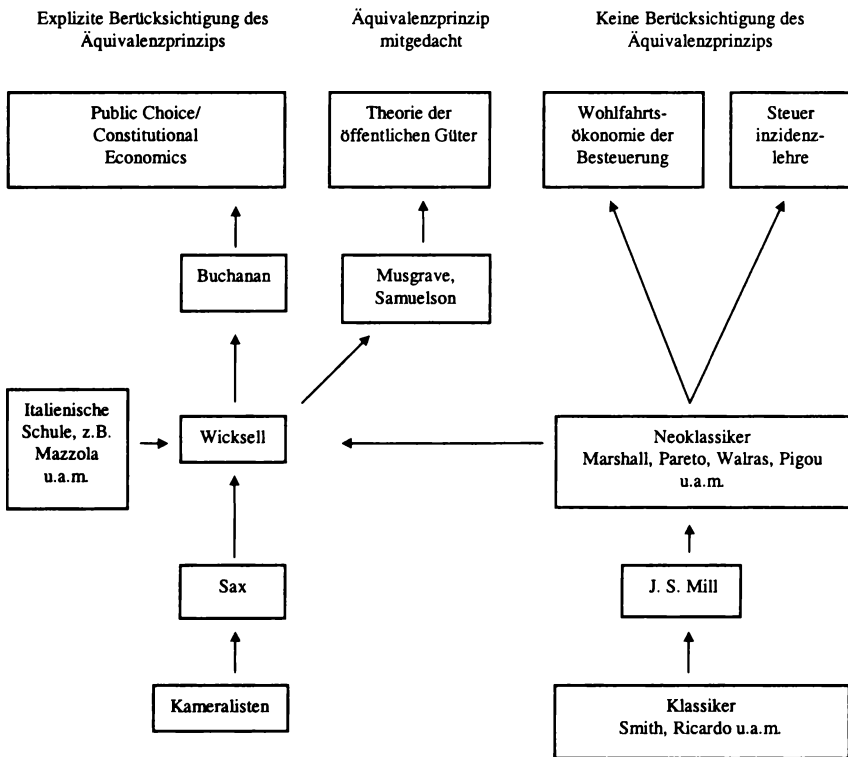 Explizite Berücksichtigung des
Äquivalenzprinzips
Äquivalenzprinzip
mitgedacht
Keine Berücksichtigung des
Äquivalenzprinzips
Public Choice/
Constitutional
Economics
Theorie der
öffentlichen Güter
Wohlfahrts-
ökonomie der
Besteuerung
Steuer
inzidenz-
lehre
Buchanan
Musgrave,
Samuelson
Italienische
Schule, z.B.
Mazzola
u.a.m.
Wicksell
Neoklassiker
Marshall, Pareto, Walras, Pigou
u.a.m.
Sax
J. S. Mill
Kameralisten
Klassiker
Smith, Ricardo u.a.m.